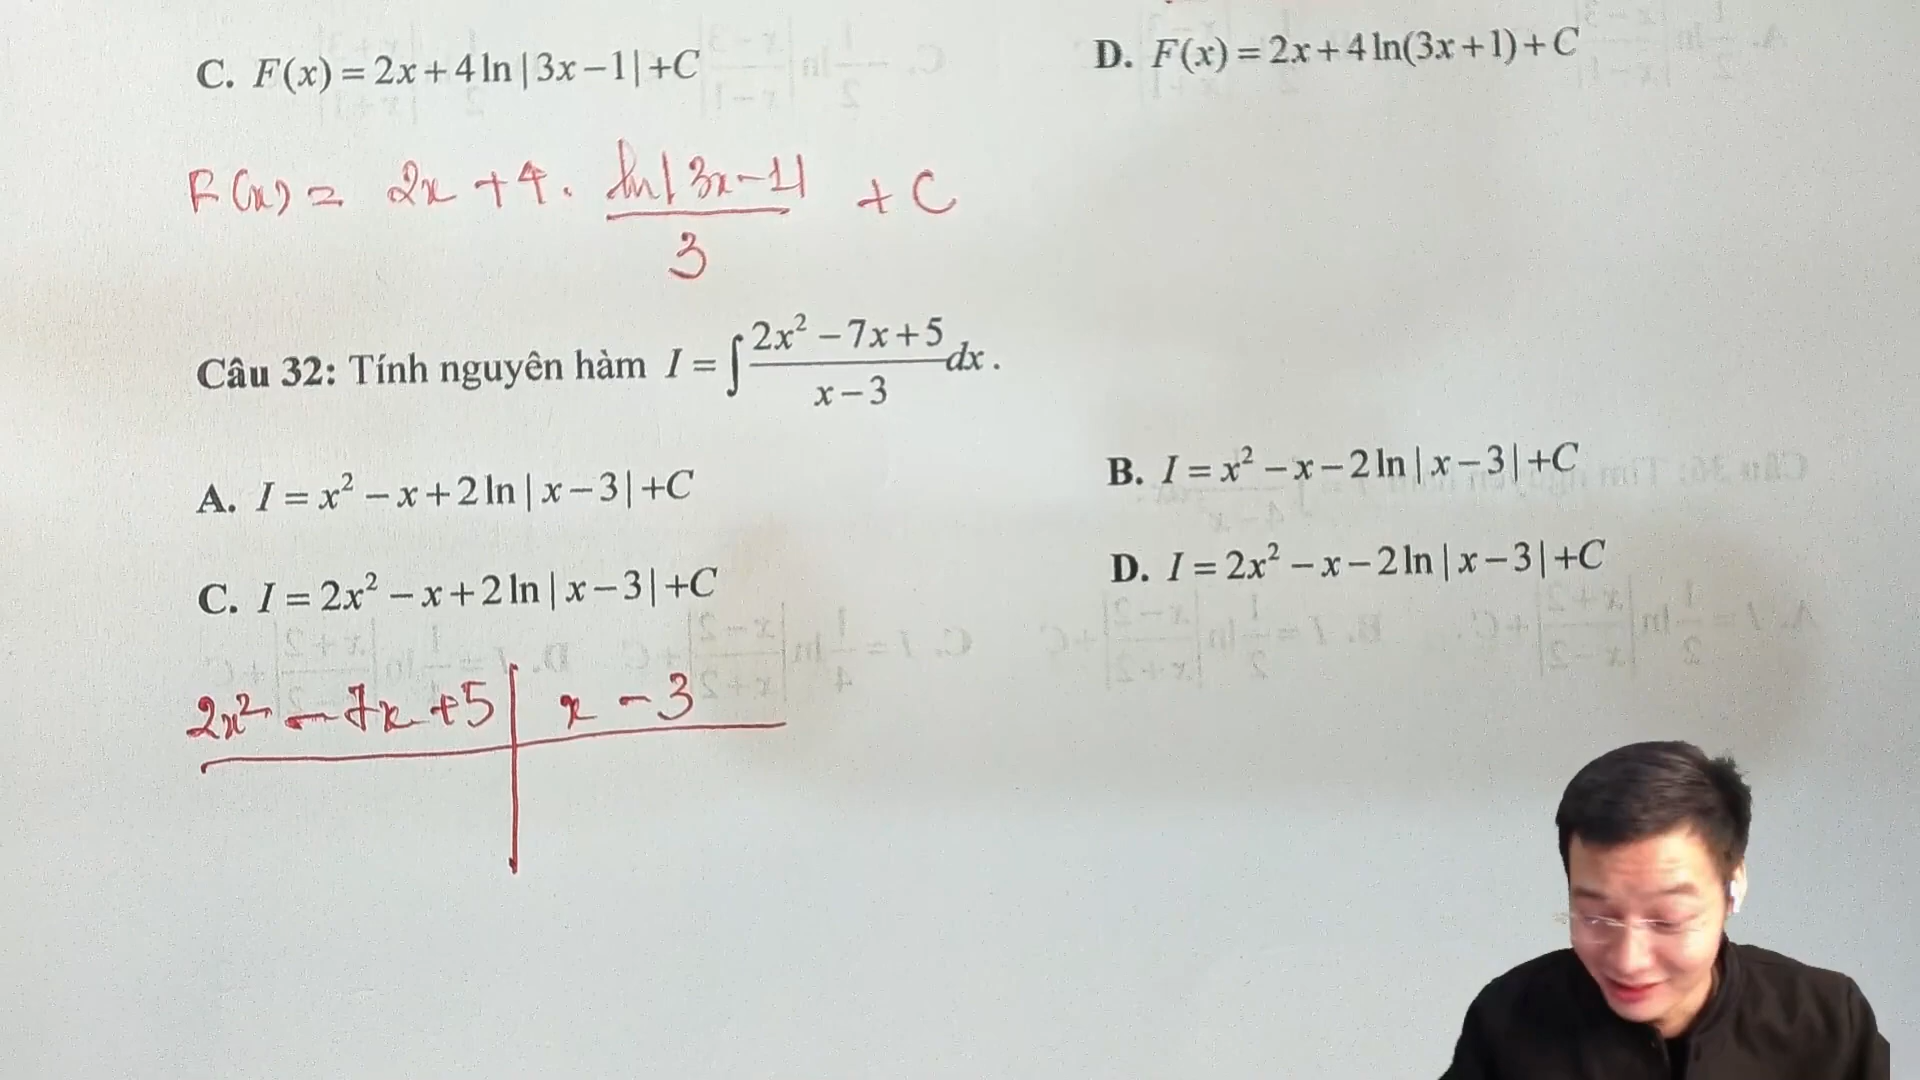 C. F(x) = 2x + 4 ln | 3x − 1 | +C
D. F(x) = 2x + 4 ln(3x + 1) + C
F(x) = 2x + 4 . ln|3x − 1| / 3 + C
Câu 32: Tính nguyên hàm I = ∫ (2x² − 7x + 5)/(x − 3) dx .
A. I = x² − x + 2 ln | x − 3 | +C
B. I = x² − x − 2 ln | x − 3 | +C
C. I = 2x² − x + 2 ln | x − 3 | +C
D. I = 2x² − x − 2 ln | x − 3 | +C
2x² − 7x + 5 | x − 3